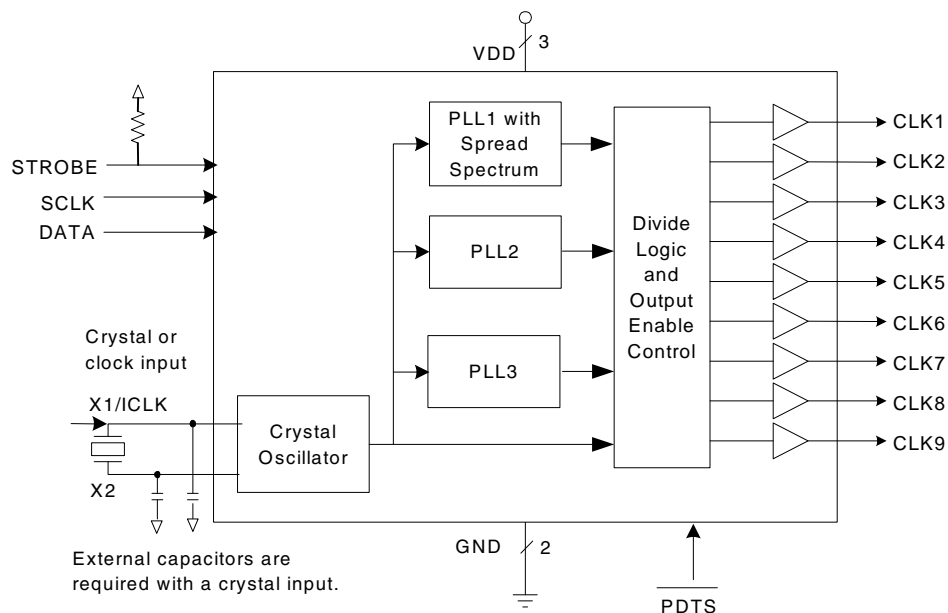 VDD
3
PLL1 with
Spread
Spectrum
PLL2
PLL3
Divide
Logic
and
Output
Enable
Control
CLK1
CLK2
CLK3
CLK4
CLK5
CLK6
CLK7
CLK8
CLK9
STROBE
SCLK
DATA
Crystal or
clock input
X1/ICLK
X2
Crystal
Oscillator
External capacitors are
required with a crystal input.
GND
2
PDTS